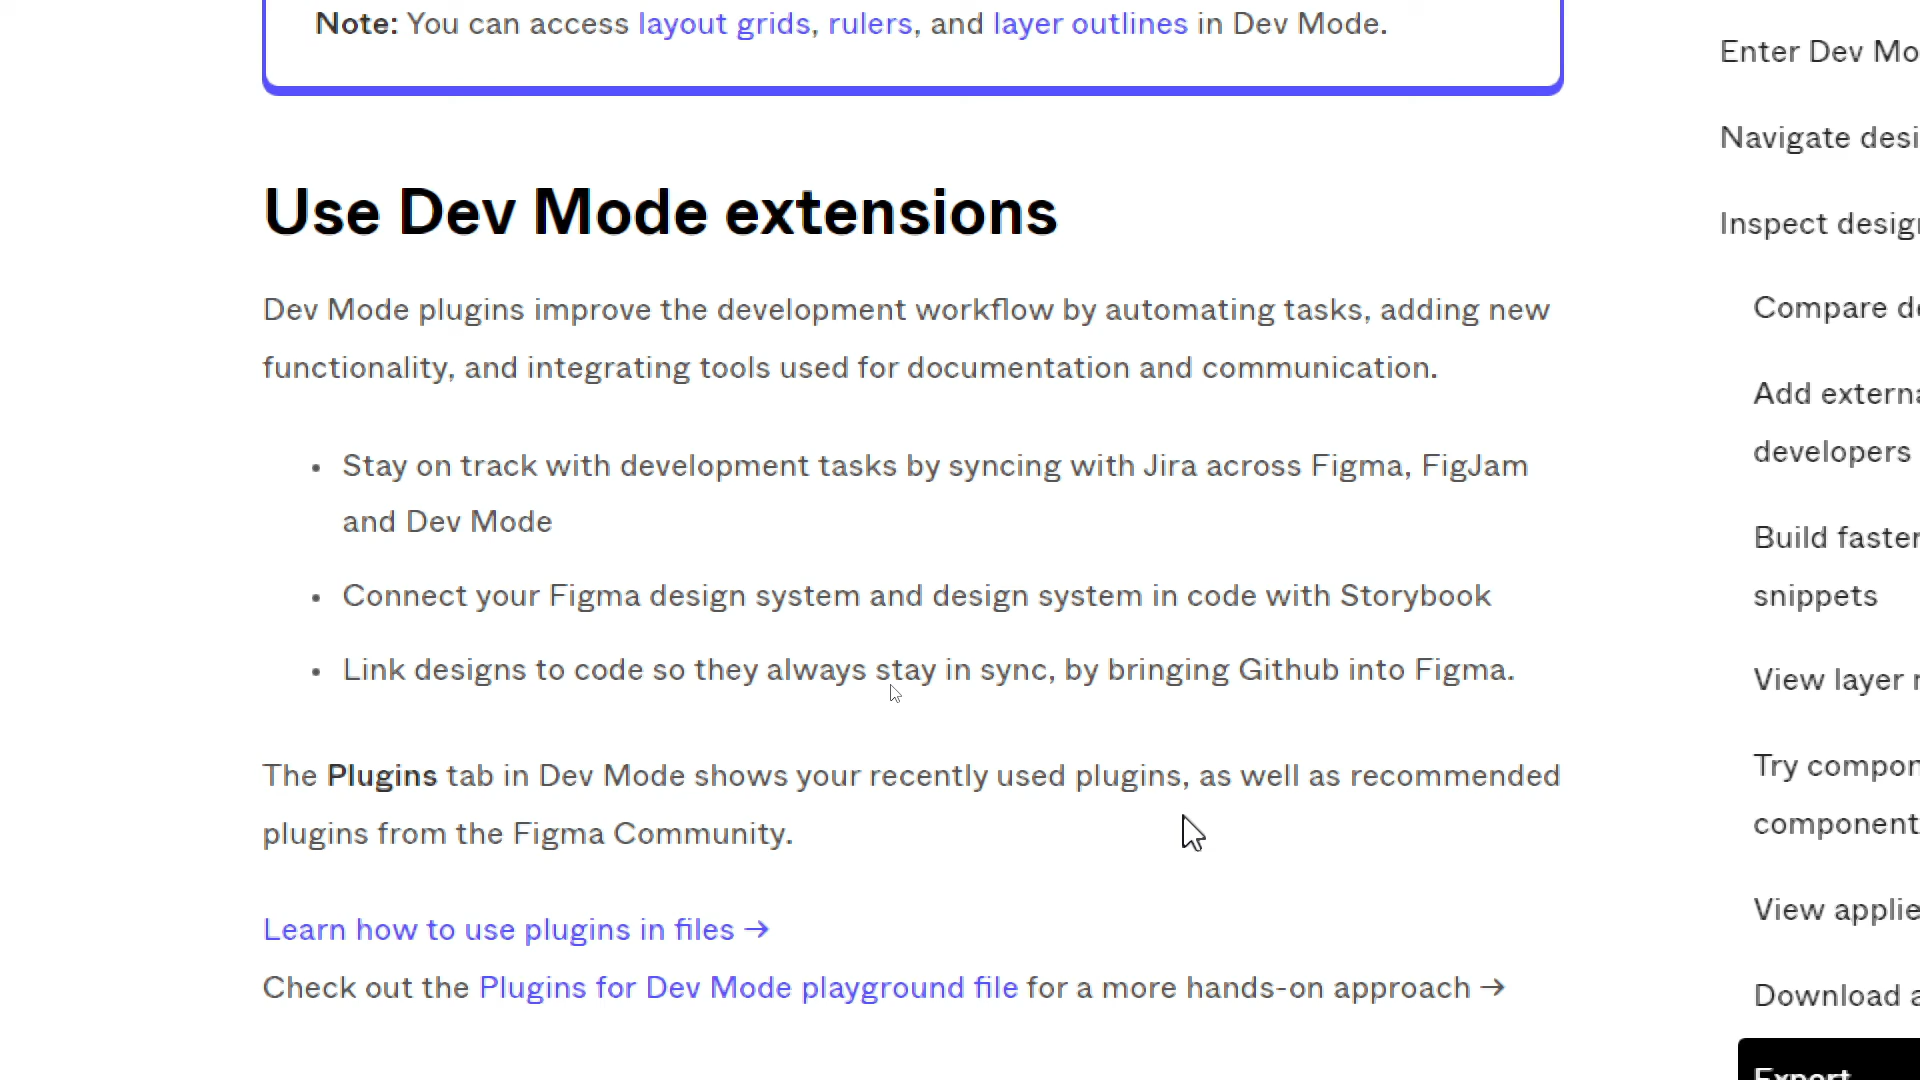 Note: You can access layout grids, rulers, and layer outlines in Dev Mode.
Use Dev Mode extensions
Dev Mode plugins improve the development workflow by automating tasks, adding new
functionality, and integrating tools used for documentation and communication.
• Stay on track with development tasks by syncing with Jira across Figma, FigJam
and Dev Mode
• Connect your Figma design system and design system in code with Storybook
• Link designs to code so they always stay in sync, by bringing Github into Figma.
The Plugins tab in Dev Mode shows your recently used plugins, as well as recommended
plugins from the Figma Community.
Learn how to use plugins in files →
Check out the Plugins for Dev Mode playground file for a more hands-on approach →
Enter Dev Mo
Navigate desi
Inspect design
Compare de
Add externa
developers
Build faster
snippets
View layer
Try compon
component
View applie
Download a
Export